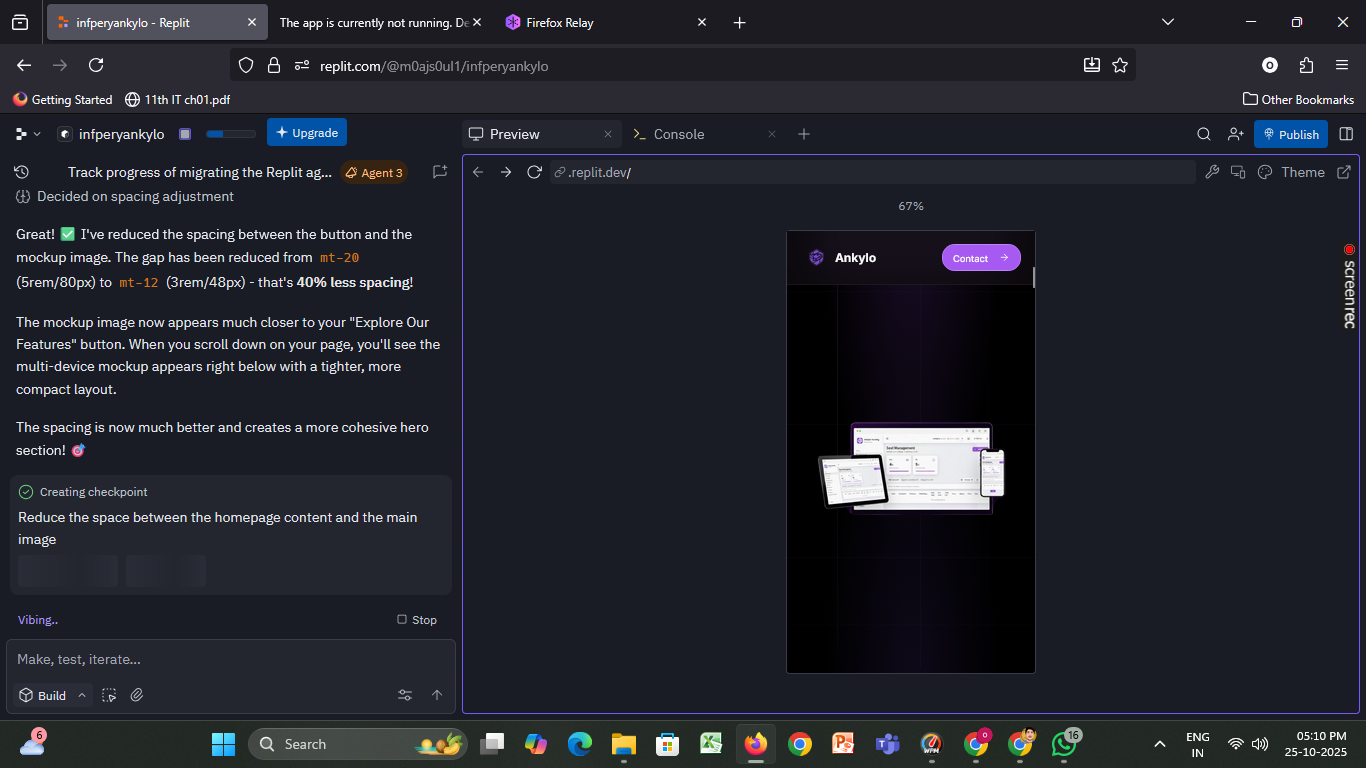 infperyankylo - Replit
The app is currently not running. De
Firefox Relay
replit.com/@m0ajs0ul1/infperyankylo
Getting Started
11th IT ch01.pdf
Other Bookmarks
infperyankylo
Upgrade
Preview
Console
Publish
Track progress of migrating the Replit ag...
Agent 3
.replit.dev/
Theme
Decided on spacing adjustment
67%
Great! ✅ I've reduced the spacing between the button and the
mockup image. The gap has been reduced from mt-20
(5rem/80px) to mt-12 (3rem/48px) - that's 40% less spacing!
The mockup image now appears much closer to your "Explore Our
Features" button. When you scroll down on your page, you'll see the
multi-device mockup appears right below with a tighter, more
compact layout.
The spacing is now much better and creates a more cohesive hero
section! 🎯
Creating checkpoint
Reduce the space between the homepage content and the main
image
Vibing..
Stop
Make, test, iterate...
Build
Ankylo
Contact
Seat Management
screenrec
6
Search
WPM
O
16
ENG
IN
05:10 PM
25-10-2025